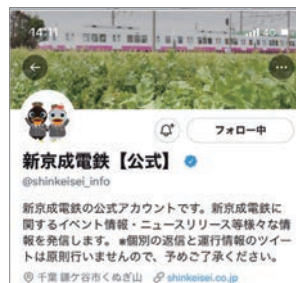 14:11
4G
フォロー中
新京成電鉄【公式】
@shinkeisei_info
新京成電鉄の公式アカウントです。新京成電鉄に
関するイベント情報・ニュースリリース等様々な情
報を発信します。※個別の返信と運行情報のツイー
トは原則行いませんので、予めご了承ください。
千葉 鎌ケ谷市くぬぎ山 shinkeisei.co.jp